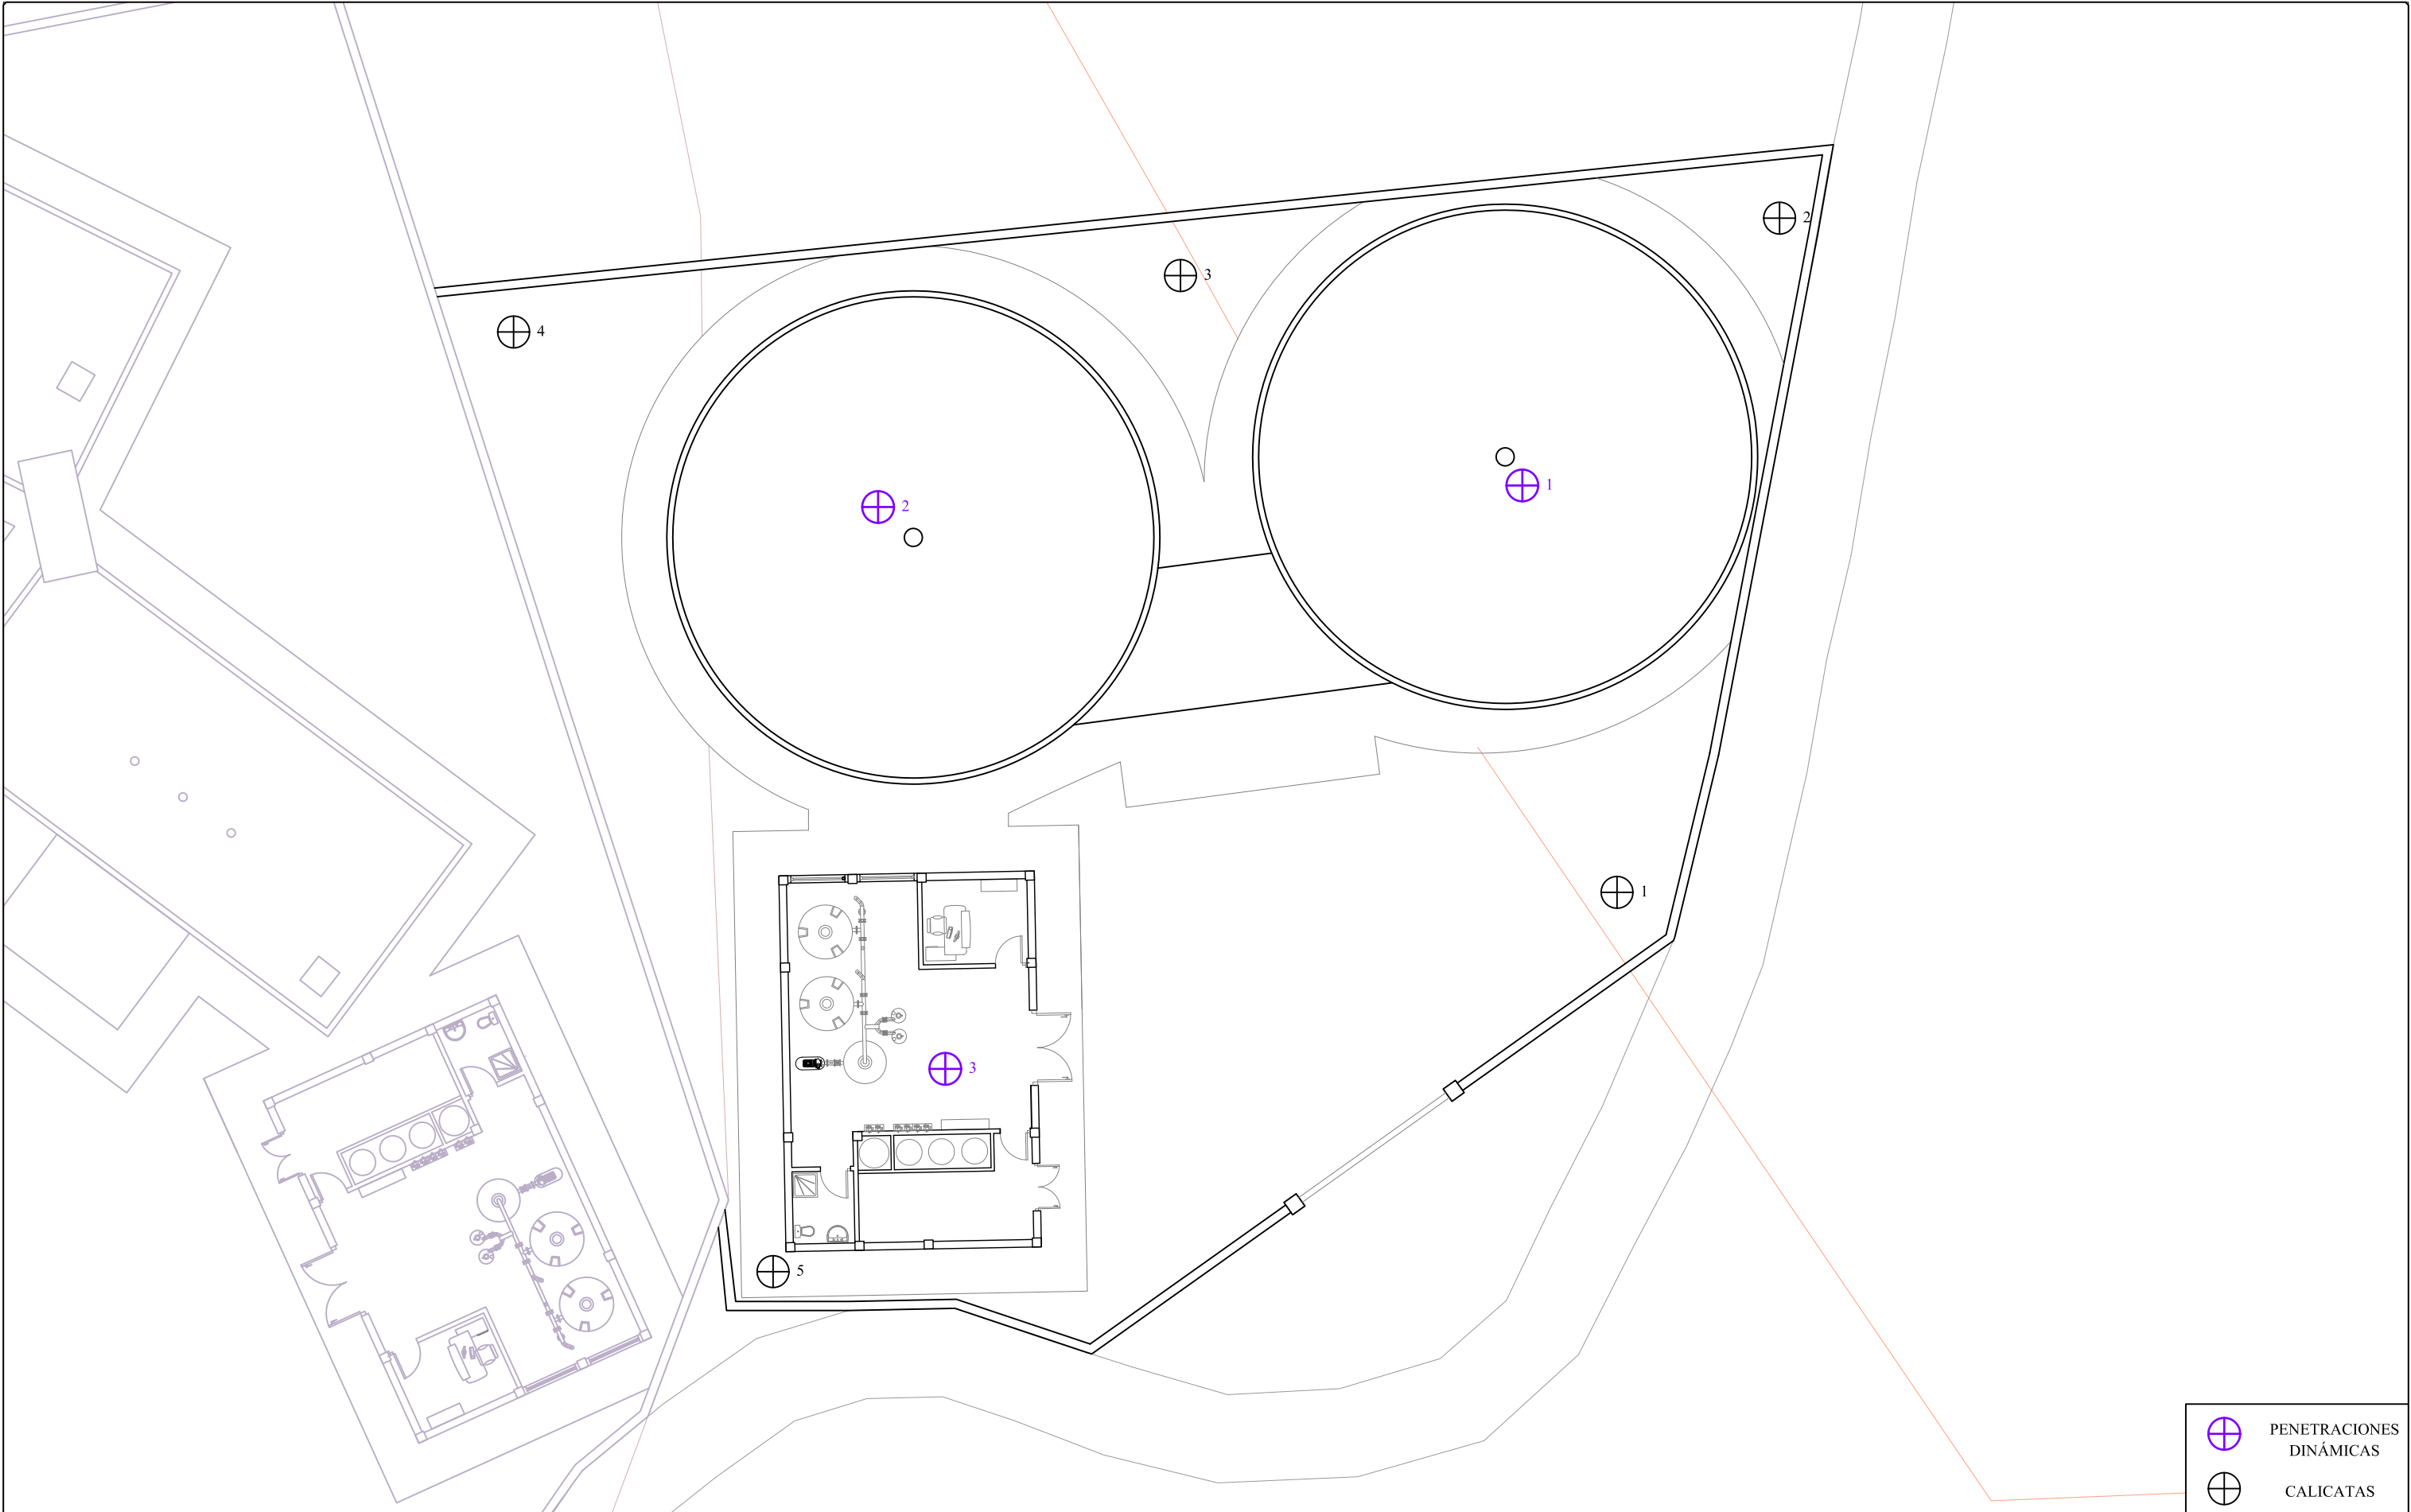 2
3
4
1
2
1
3
5
PENETRACIONES
DINÁMICAS
CALICATAS